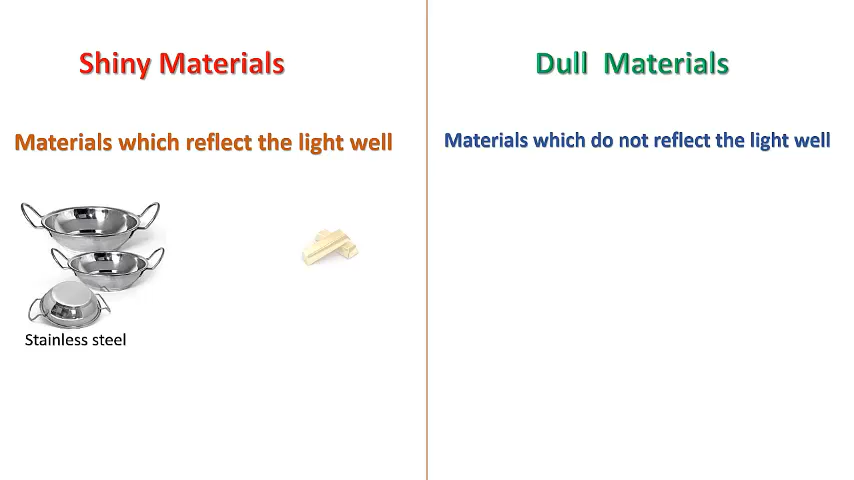 Shiny Materials
Materials which reflect the light well
Stainless steel
Dull  Materials
Materials which do not reflect the light well